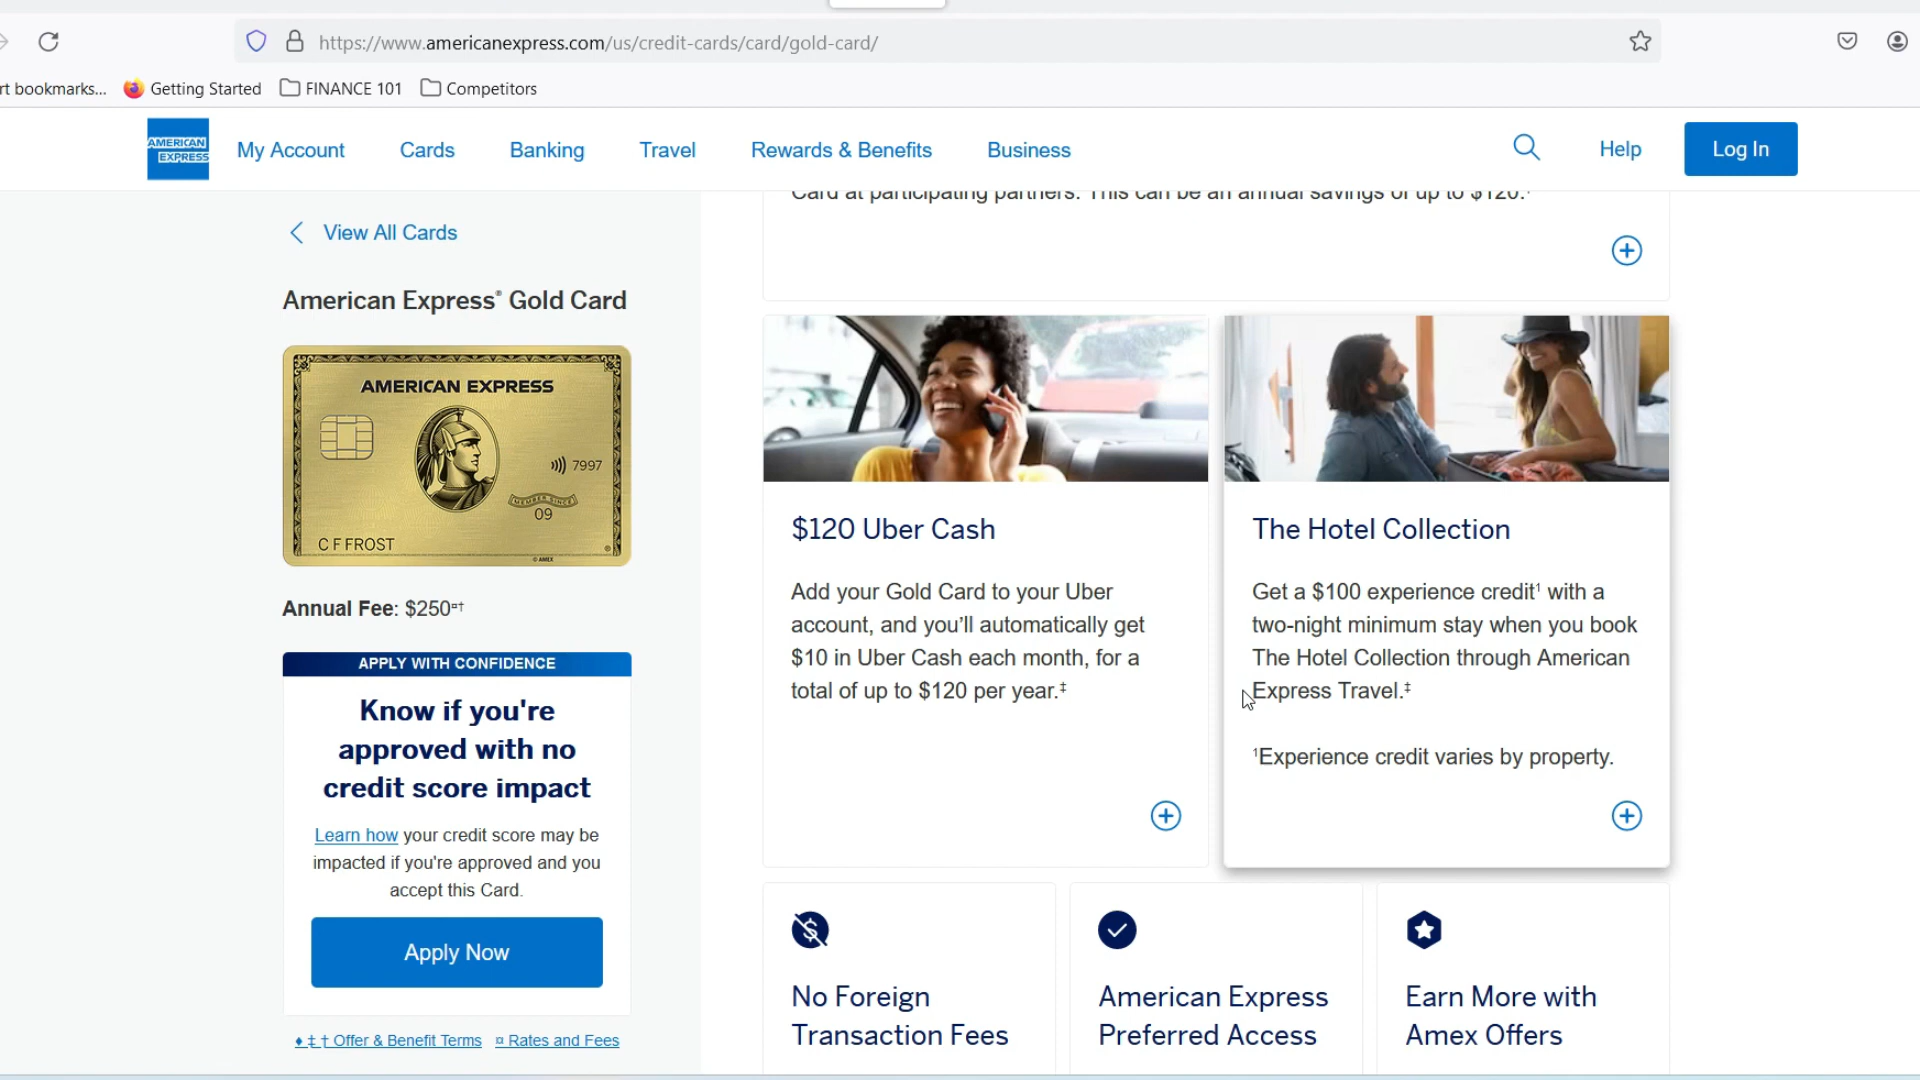 https://www.americanexpress.com/us/credit-cards/card/gold-card/
rt bookmarks...
Getting Started
FINANCE 101
Competitors
AMERICAN
EXPRESS
My Account
Cards
Banking
Travel
Rewards & Benefits
Business
Help
Log In
View All Cards
American Express® Gold Card
AMERICAN EXPRESS
7997
MEMBER SINCE
09
C F FROST
® 
© AMEX
Annual Fee: $250¤†
APPLY WITH CONFIDENCE
Know if you're
approved with no
credit score impact
Learn how your credit score may be
impacted if you're approved and you
accept this Card.
Apply Now
♦ ‡ † Offer & Benefit Terms
¤ Rates and Fees
Card at participating partners. This can be an annual savings of up to $120.‡
$120 Uber Cash
Add your Gold Card to your Uber
account, and you’ll automatically get
$10 in Uber Cash each month, for a
total of up to $120 per year.‡
The Hotel Collection
Get a $100 experience credit¹ with a
two-night minimum stay when you book
The Hotel Collection through American
Express Travel.‡
¹Experience credit varies by property.
No Foreign
Transaction Fees
American Express
Preferred Access
Earn More with
Amex Offers